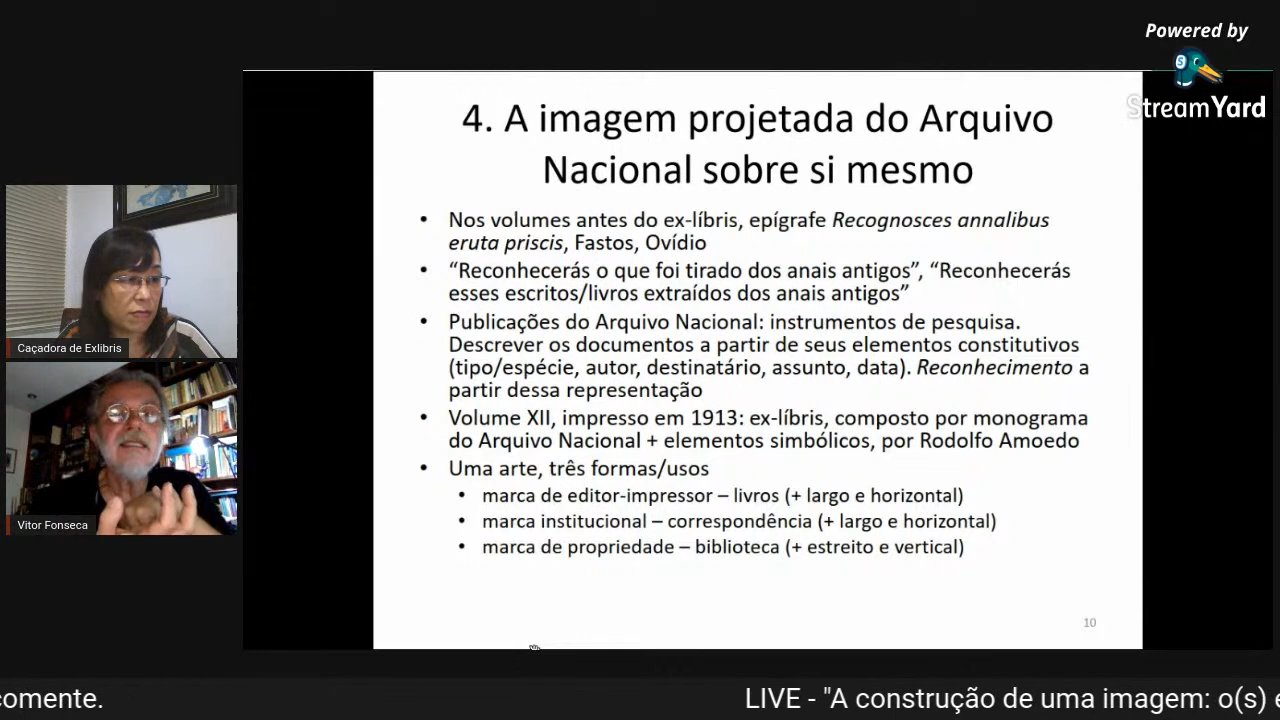 Powered by
StreamYard
4. A imagem projetada do Arquivo
Nacional sobre si mesmo
• Nos volumes antes do ex-líbris, epígrafe Recognosces annalibus
eruta priscis, Fastos, Ovídio
• “Reconhecerás o que foi tirado dos anais antigos”, “Reconhecerás
esses escritos/livros extraídos dos anais antigos”
• Publicações do Arquivo Nacional: instrumentos de pesquisa.
Descrever os documentos a partir de seus elementos constitutivos
(tipo/espécie, autor, destinatário, assunto, data). Reconhecimento a
partir dessa representação
• Volume XII, impresso em 1913: ex-líbris, composto por monograma
do Arquivo Nacional + elementos simbólicos, por Rodolfo Amoedo
• Uma arte, três formas/usos
• marca de editor-impressor – livros (+ largo e horizontal)
• marca institucional – correspondência (+ largo e horizontal)
• marca de propriedade – biblioteca (+ estreito e vertical)
10
Caçadora de Exlibris
Vitor Fonseca
comente.
LIVE - "A construção de uma imagem: o(s) e